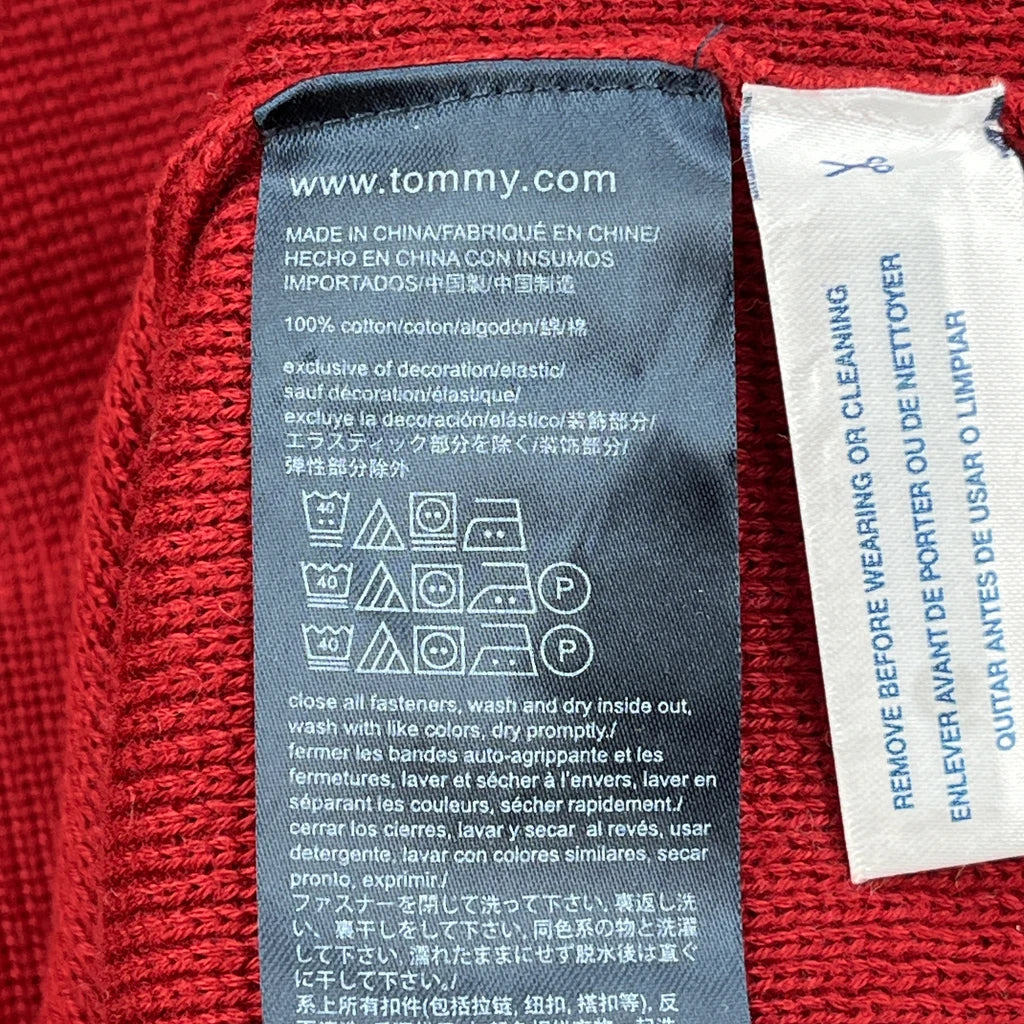 www.tommy.com
MADE IN CHINA/FABRIQUÉ EN CHINE/
HECHO EN CHINA CON INSUMOS
IMPORTADOS/中国製/中国制造
100% cotton/coton/algodón/綿/棉
exclusive of decoration/elastic/
sauf décoration/élastique/
excluye la decoración/elástico/装飾部分/
エラスティック部分を除く/装饰部分/
弹性部分除外
40
40 P
40 P
close all fasteners, wash and dry inside out,
wash with like colors, dry promptly./
fermer les bandes auto-agrippante et les
fermetures, laver et sécher à l'envers, laver en
séparant les couleurs, sécher rapidement./
cerrar los cierres, lavar y secar al revés, usar
detergente, lavar con colores similares, secar
pronto, exprimir./
ファスナーを閉じて洗って下さい, 裏返し洗
い、裏干しをして下さい, 同色系の物と洗濯
して下さい, 濡れたままにせず脱水後は直ぐ
に干して下さい。/
系上所有扣件(包括拉链, 纽扣, 搭扣等), 反
REMOVE BEFORE WEARING OR CLEANING
ENLEVER AVANT DE PORTER OU DE NETTOYER
QUITAR ANTES DE USAR O LIMPIAR